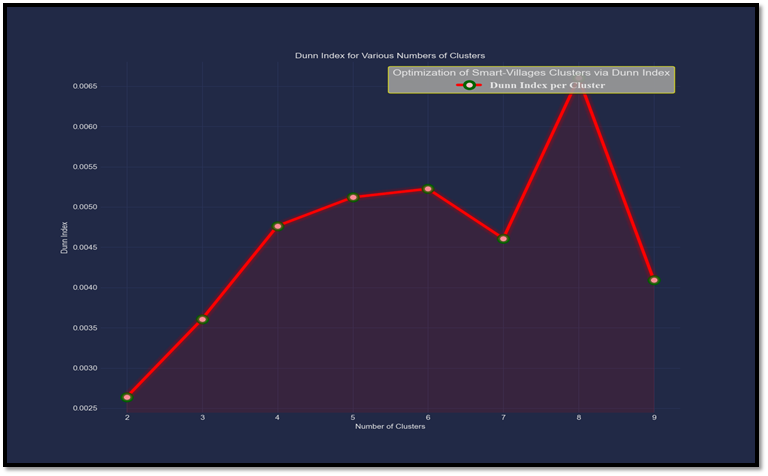 Dunn Index for Various Numbers of Clusters
Optimization of Smart-Villages Clusters via Dunn Index
Dunn Index per Cluster
0.0065
0.0060
0.0055
0.0050
0.0045
0.0040
0.0035
0.0030
0.0025
Dunn Index
2 3 4 5 6 7 8 9
Number of Clusters